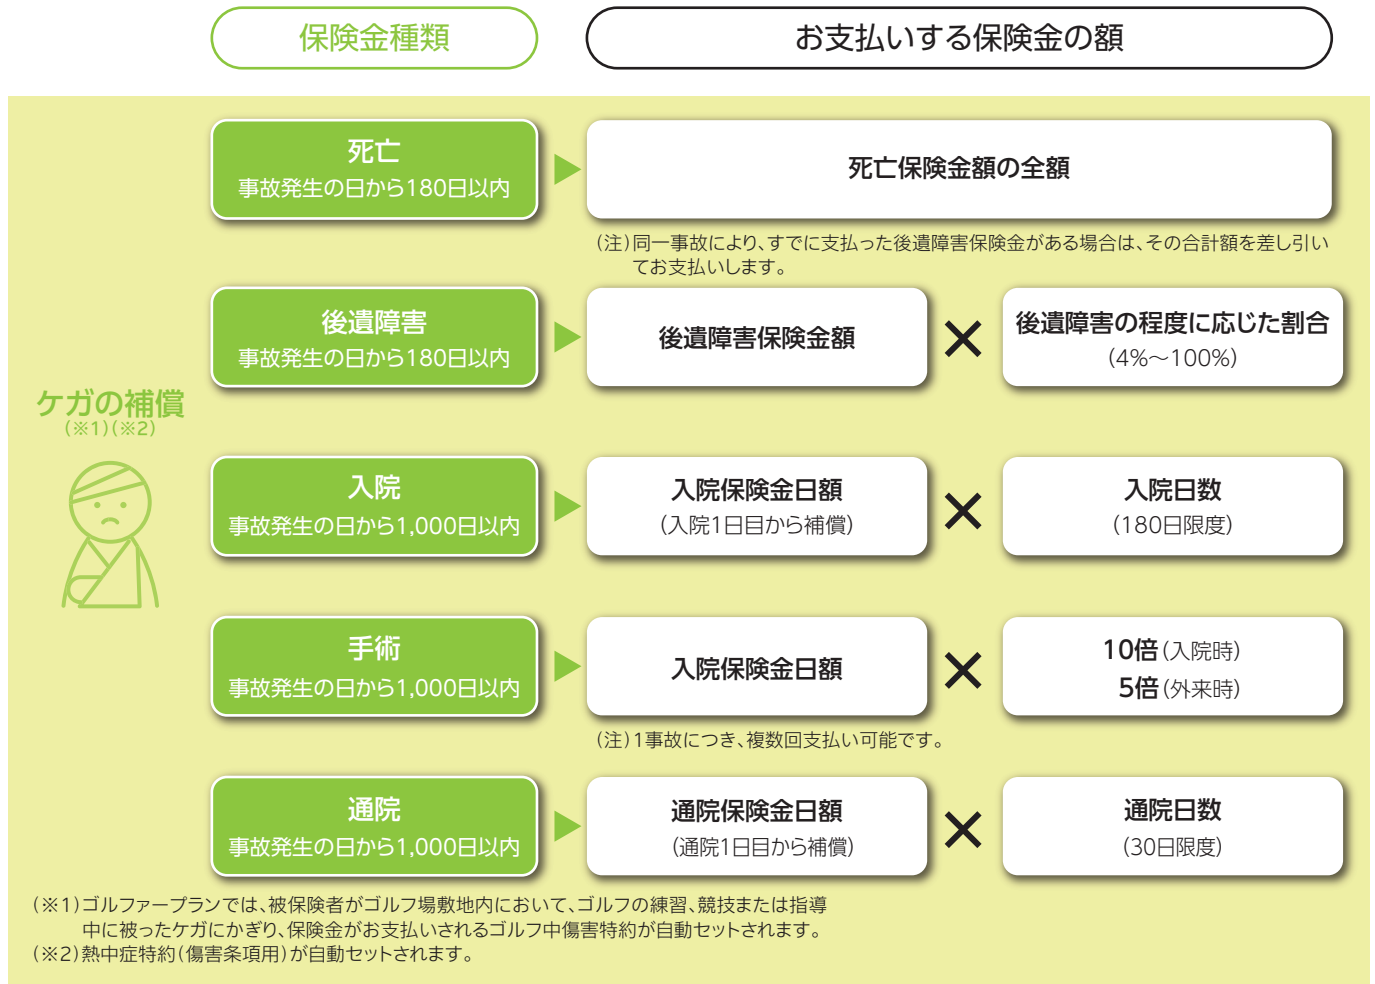 保険金種類
お支払いする保険金の額
死亡
事故発生の日から180日以内
死亡保険金額の全額
(注)同一事故により、すでに支払った後遺障害保険金がある場合は、その合計額を差し引い
てお支払いします。
後遺障害
事故発生の日から180日以内
後遺障害保険金額
×
後遺障害の程度に応じた割合
(4%～100%)
ケガの補償
(※1)(※2)
入院
事故発生の日から1,000日以内
入院保険金日額
(入院1日目から補償)
×
入院日数
(180日限度)
手術
事故発生の日から1,000日以内
入院保険金日額
×
10倍(入院時)
5倍(外来時)
(注)1事故につき、複数回支払い可能です。
通院
事故発生の日から1,000日以内
通院保険金日額
(通院1日目から補償)
×
通院日数
(30日限度)
(※1)ゴルファープランでは、被保険者がゴルフ場敷地内において、ゴルフの練習、競技または指導
中に被ったケガにかぎり、保険金がお支払いされるゴルフ中傷害特約が自動セットされます。
(※2)熱中症特約(傷害条項用)が自動セットされます。